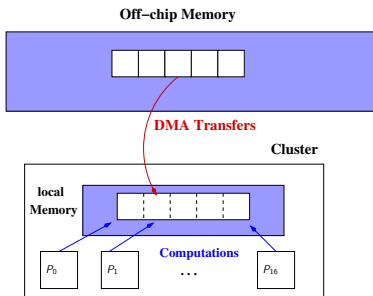 Off-chip Memory
DMA Transfers
Cluster
local
Memory
Computations
P0
P1
...
P16